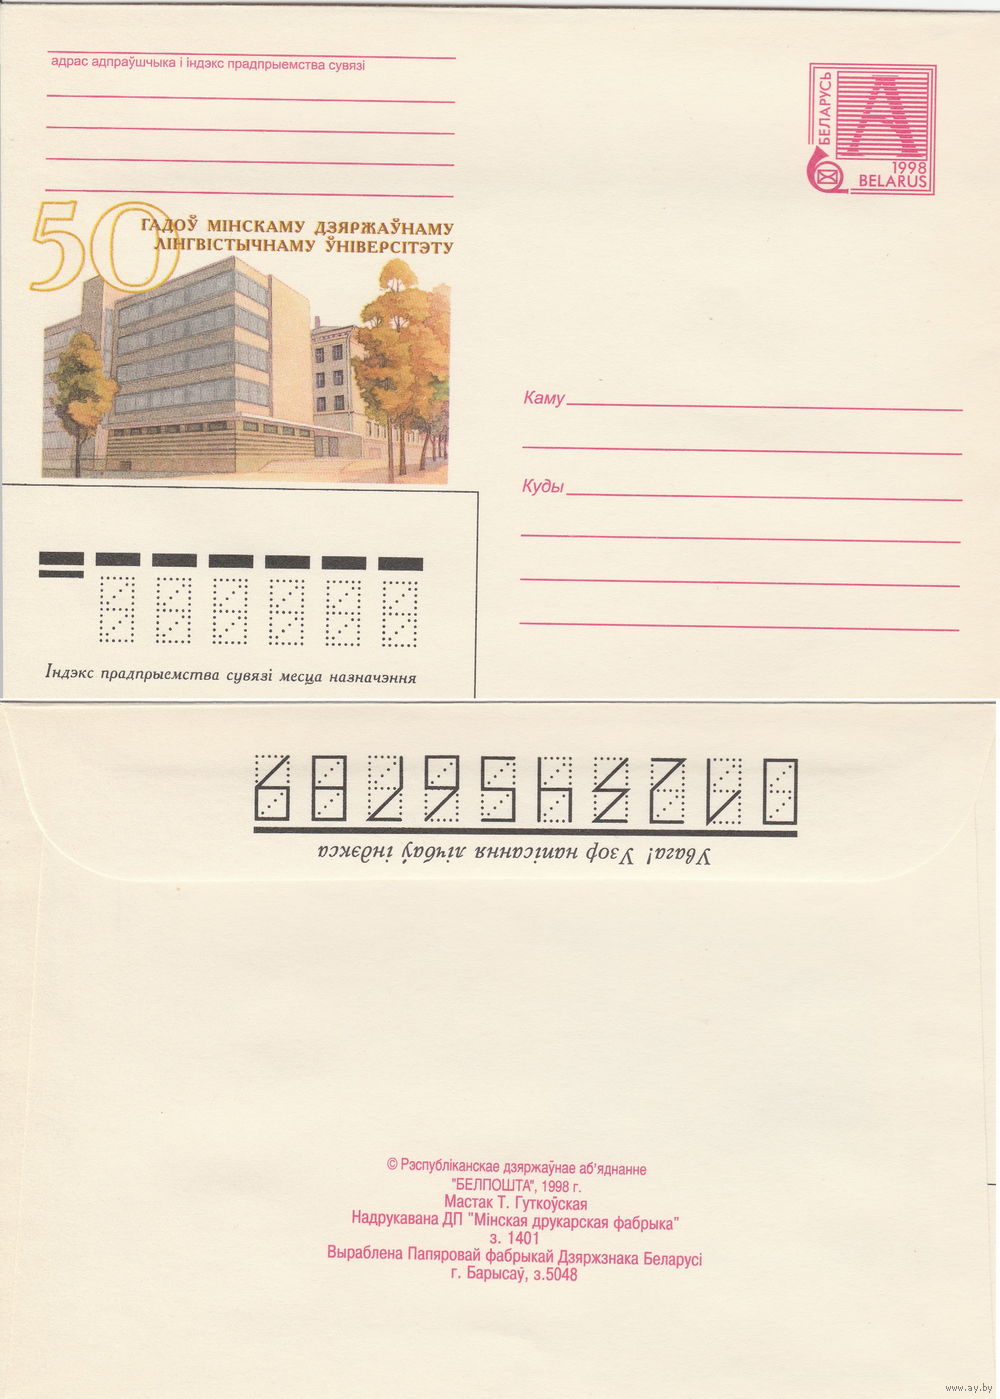 адрас адпраўшчыка і індэкс прадпрыемства сувязі
БЕЛАРУСЬ
А
1998
BELARUS
50
ГАДОЎ МІНСКАМУ ДЗЯРЖАЎНАМУ
ЛІНГВІСТЫЧНАМУ ЎНІВЕРСІТЭТУ
Каму
Куды
Індэкс прадпрыемства сувязі месца назначэння
0123456789
Увага! Узор напісання лічбаў індэкса
© Рэспубліканскае дзяржаўнае аб'яднанне
"БЕЛПОШТА", 1998 г.
Мастак Т. Гуткоўская
Надрукавана ДП "Мінская друкарская фабрыка"
з. 1401
Выраблена Папяровай фабрыкай Дзяржзнака Беларусі
г. Барысаў, з.5048
www.ay.by